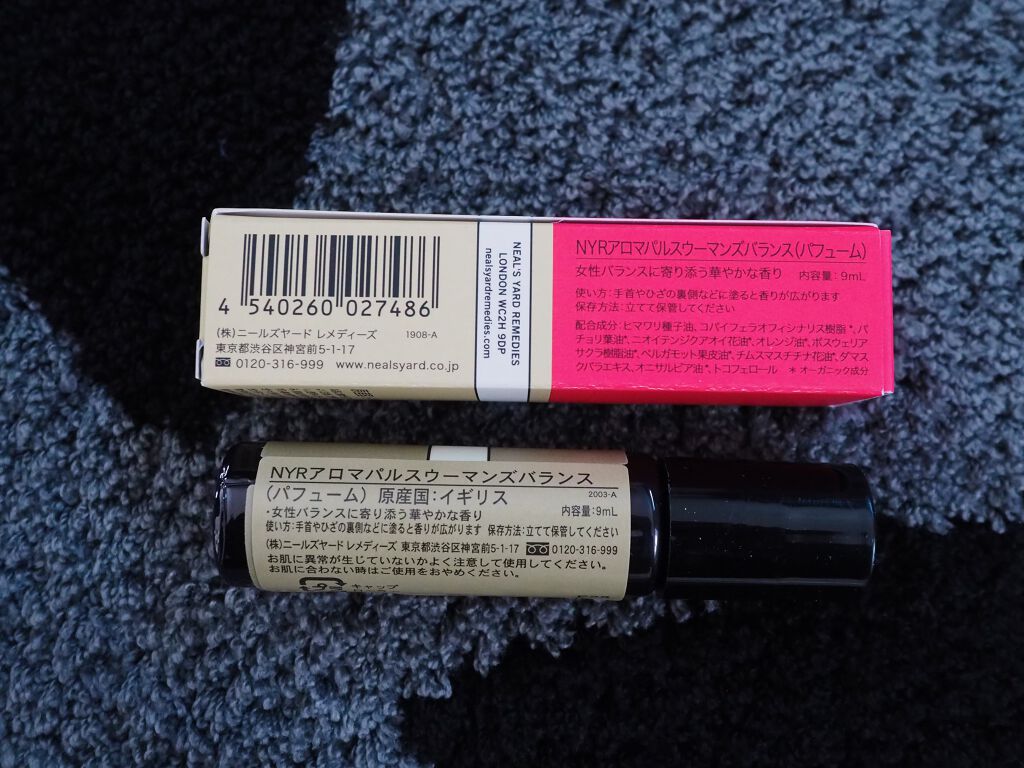 4 540260 027486
(株)ニールズヤード レメディーズ 1908-A
東京都渋谷区神宮前5-1-17
0120-316-999 www.nealsyard.co.jp
NEAL'S YARD REMEDIES
LONDON WC2H 9DP
nealsyardremedies.com
NYRアロマパルスウーマンズバランス(パフューム)
女性バランスに寄り添う華やかな香り 内容量:9mL
使い方:手首やひざの裏側などに塗ると香りが広がります
保存方法:立てて保管してください
配合成分:ヒマワリ種子油、コパイフェラオフィシナリス樹脂*、パ
チョリ葉油*、ニオイテンジクアオイ花油*、オレンジ油*、ボスウェリア
サクラ樹脂油*、ベルガモット果皮油*、チムスマスチチナ花油*、ダマス
クバラエキス、オニサルビア油*、トコフェロール *オーガニック成分
NYRアロマパルスウーマンズバランス
(パフューム) 原産国:イギリス 2003-A
・女性バランスに寄り添う華やかな香り 内容量:9mL
使い方:手首やひざの裏側などに塗ると香りが広がります 保存方法:立てて保管してください
(株)ニールズヤード レメディーズ 東京都渋谷区神宮前5-1-17 0120-316-999
お肌に異常が生じていないかよく注意して使用してください。
お肌に合わない時はご使用をおやめください。
キャップ